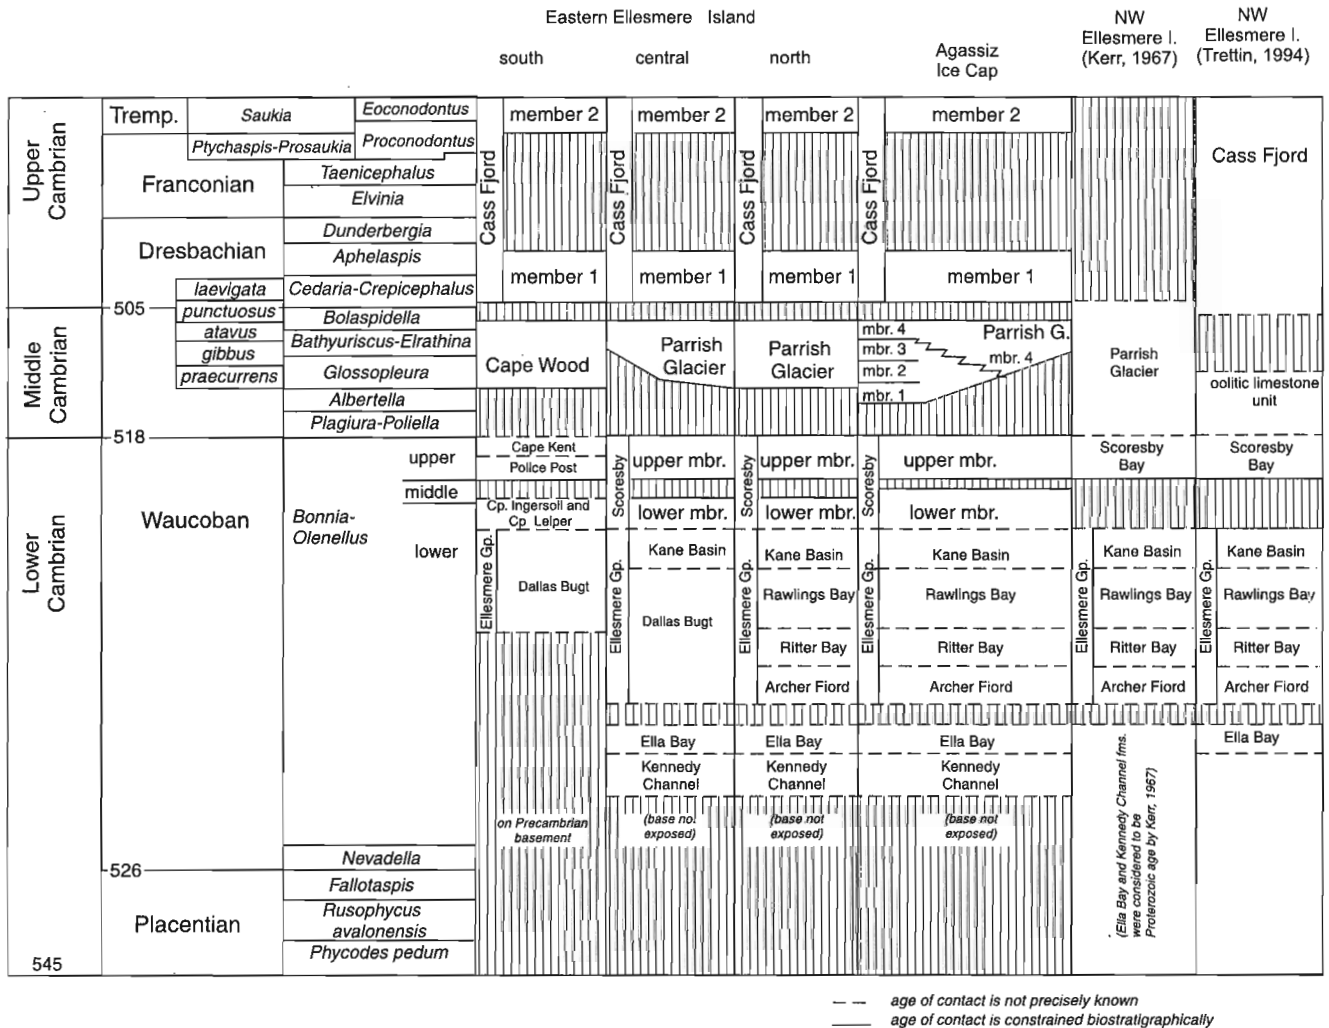 Eastern Ellesmere Island
south
central
north
Agassiz
Ice Cap
NW
Ellesmere I.
(Kerr, 1967)
NW
Ellesmere I.
(Trettin, 1994)
Upper
Cambrian
Middle
Cambrian
Lower
Cambrian
505
518
526
545
Tremp.
Franconian
Dresbachian
Waucoban
Placentian
Saukia
Ptychaspis-Prosaukia
Eoconodontus
Proconodontus
Taenicephalus
Elvinia
Dunderbergia
Aphelaspis
laevigata
Cedaria-Crepicephalus
punctuosus
Bolaspidella
atavus
Bathyuriscus-Elrathina
gibbus
praecurrens
Glossopleura
Albertella
Plagiura-Poliella
Bonnia-
Olenellus
upper
middle
lower
Nevadella
Fallotaspis
Rusophycus
avalonensis
Phycodes pedum
Cass Fjord
member 2
member 1
Cape Wood
Cape Kent
Police Post
Cp. Ingersoll and
Cp Leiper
Ellesmere Gp.
Dallas Bugt
on Precambrian
basement
Cass Fjord
member 2
member 1
Parrish
Glacier
Scoresby
upper mbr.
lower mbr.
Ellesmere Gp.
Kane Basin
Dallas Bugt
Ella Bay
Kennedy
Channel
(base not
exposed)
Cass Fjord
member 2
member 1
Parrish
Glacier
Scoresby
upper mbr.
lower mbr.
Ellesmere Gp.
Kane Basin
Rawlings Bay
Ritter Bay
Archer Fiord
Ella Bay
Kennedy
Channel
(base not
exposed)
Cass Fjord
member 2
member 1
mbr. 4
Parrish G.
mbr. 3
mbr. 4
mbr. 2
mbr. 1
Scoresby
upper mbr.
lower mbr.
Ellesmere Gp.
Kane Basin
Rawlings Bay
Ritter Bay
Archer Fiord
Ella Bay
Kennedy
Channel
(base not
exposed)
Parrish
Glacier
Scoresby
Bay
Ellesmere Gp.
Kane Basin
Rawlings Bay
Ritter Bay
Archer Fiord
(Ella Bay and Kennedy Channel fms.
were considered to be
Proterozoic age by Kerr, 1967)
Cass Fjord
oolitic limestone
unit
Scoresby
Bay
Ellesmere Gp.
Kane Basin
Rawlings Bay
Ritter Bay
Archer Fiord
Ella Bay
age of contact is not precisely known
age of contact is constrained biostratigraphically